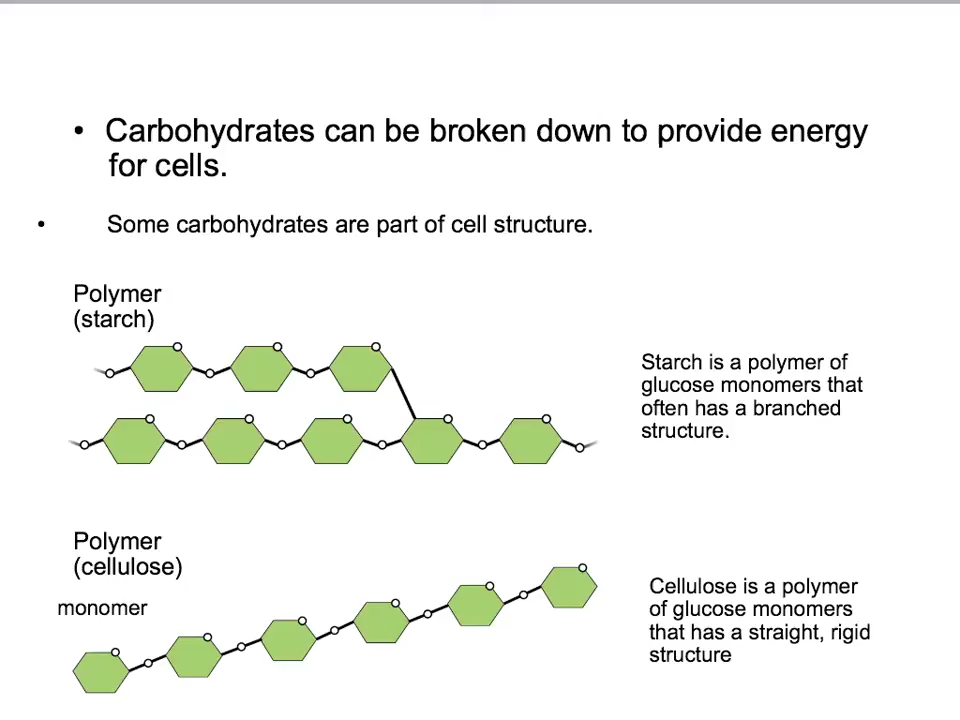 • Carbohydrates can be broken down to provide energy
for cells.
• Some carbohydrates are part of cell structure.
Polymer
(starch)
Starch is a polymer of
glucose monomers that
often has a branched
structure.
Polymer
(cellulose)
monomer
Cellulose is a polymer
of glucose monomers
that has a straight, rigid
structure